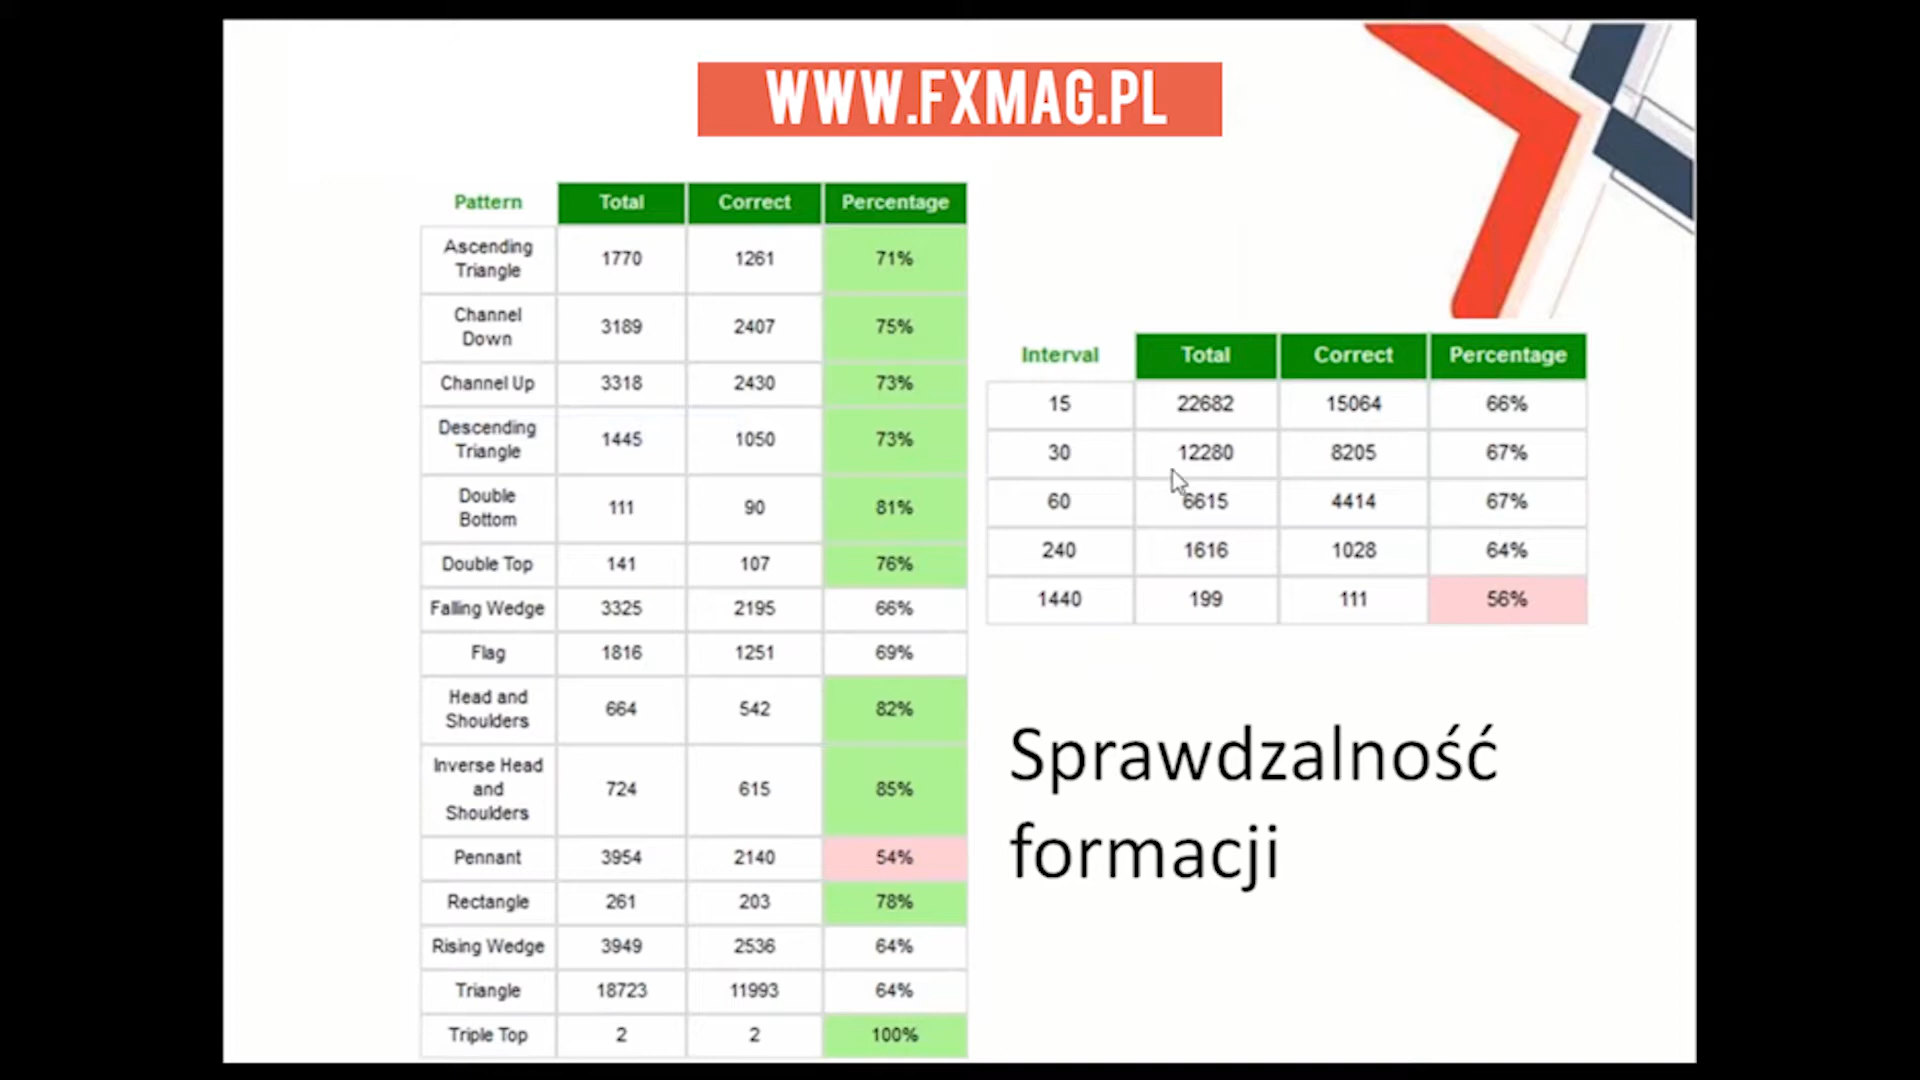 WWW.FXMAG.PL
Pattern Total Correct Percentage
Ascending Triangle 1770 1261 71%
Channel Down 3189 2407 75%
Channel Up 3318 2430 73%
Descending Triangle 1445 1050 73%
Double Bottom 111 90 81%
Double Top 141 107 76%
Falling Wedge 3325 2195 66%
Flag 1816 1251 69%
Head and Shoulders 664 542 82%
Inverse Head and Shoulders 724 615 85%
Pennant 3954 2140 54%
Rectangle 261 203 78%
Rising Wedge 3949 2536 64%
Triangle 18723 11993 64%
Triple Top 2 2 100%
Interval Total Correct Percentage
15 22682 15064 66%
30 12280 8205 67%
60 6615 4414 67%
240 1616 1028 64%
1440 199 111 56%
Sprawdzalność
formacji